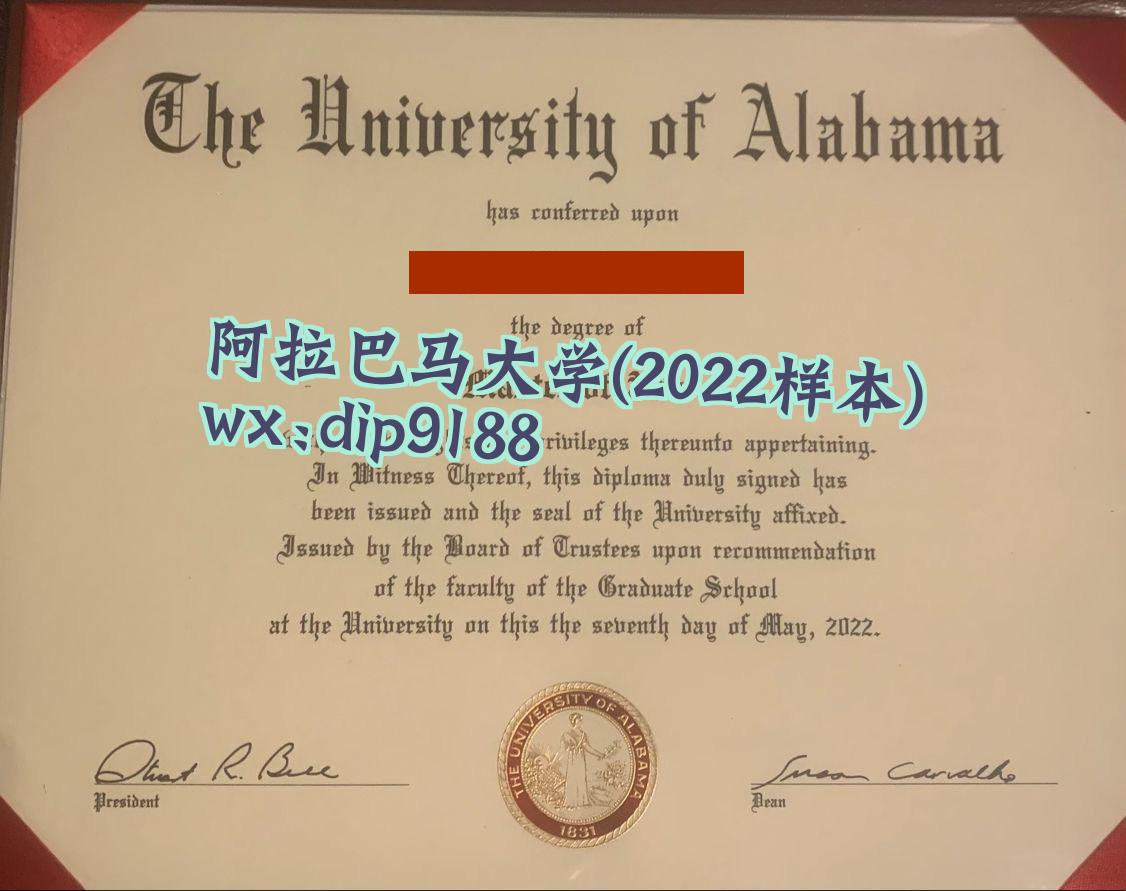 The University of Alabama
has conferred upon
the degree of
阿拉巴马大学(2022样本)
wx:dip9188
privileges thereunto appertaining.
In Witness Thereof, this diploma duly signed has
been issued and the seal of the University affixed.
Issued by the Board of Trustees upon recommendation
of the faculty of the Graduate School
at the University on this the seventh day of May, 2022.
THE UNIVERSITY OF ALABAMA
1831
Stuart R. Bell
President
Susan Carvalho
Dean